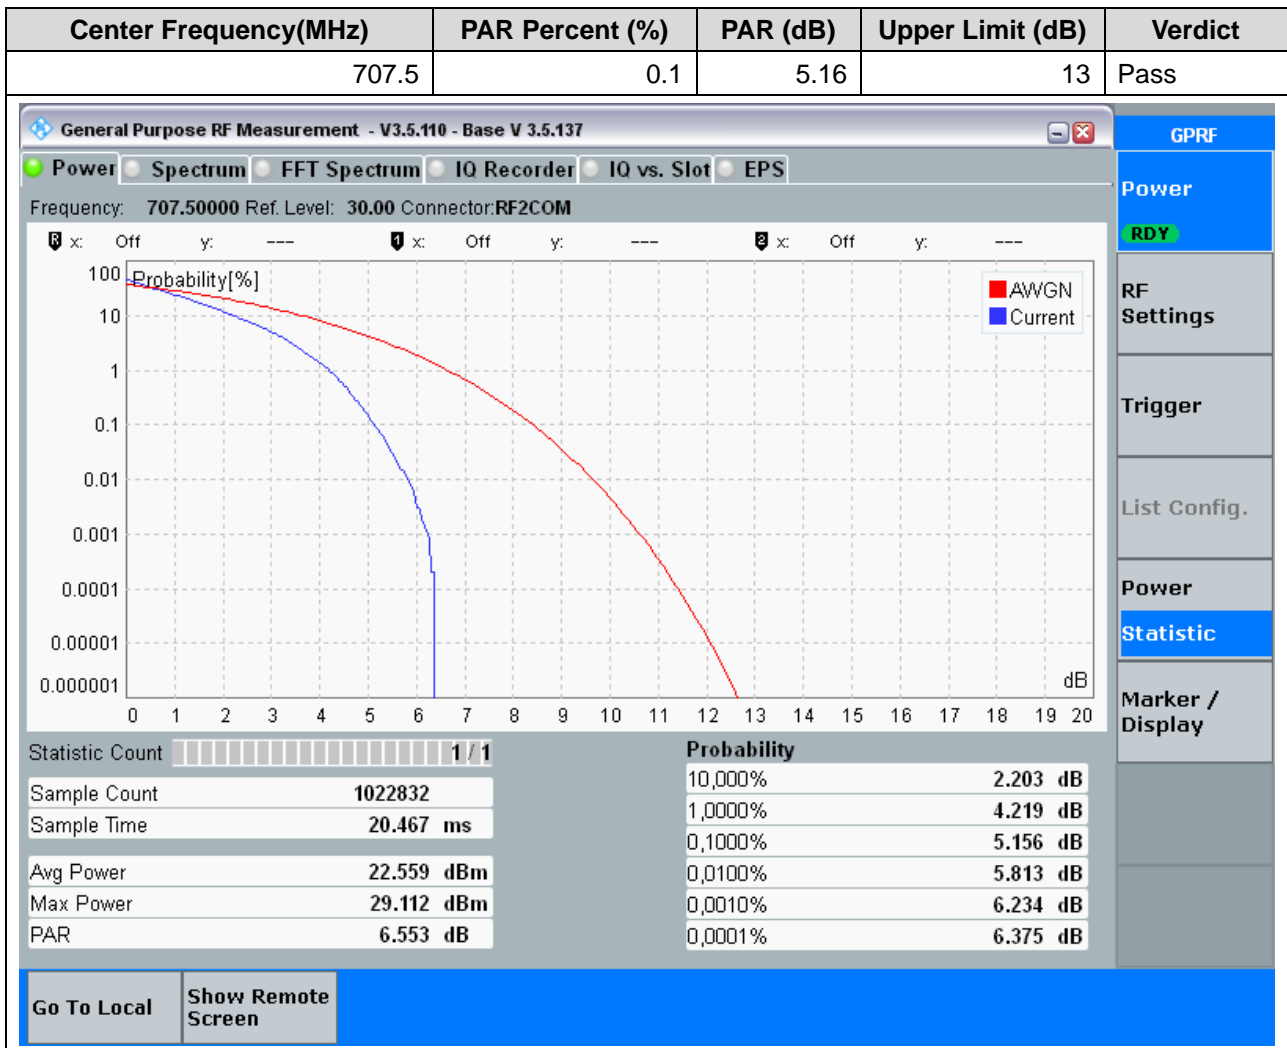 Center Frequency(MHz) PAR Percent (%) PAR (dB) Upper Limit (dB) Verdict
707.5 0.1 5.16 13 Pass
General Purpose RF Measurement - V3.5.110 - Base V 3.5.137
GPRF
Power Spectrum FFT Spectrum IQ Recorder IQ vs. Slot EPS
Power
RDY
Frequency: 707.50000 Ref. Level: 30.00 Connector:RF2COM
R x: Off y: --- 1 x: Off y: --- 2 x: Off y: ---
Probability[%]
AWGN
Current
100
10
1
0.1
0.01
0.001
0.0001
0.00001
0.000001
dB
0 1 2 3 4 5 6 7 8 9 10 11 12 13 14 15 16 17 18 19 20
RF
Settings
Trigger
List Config.
Power
Statistic
Marker /
Display
Statistic Count 1 / 1
Sample Count 1022832
Sample Time 20.467 ms
Avg Power 22.559 dBm
Max Power 29.112 dBm
PAR 6.553 dB
Probability
10,000% 2.203 dB
1,0000% 4.219 dB
0,1000% 5.156 dB
0,0100% 5.813 dB
0,0010% 6.234 dB
0,0001% 6.375 dB
Go To Local
Show Remote
Screen